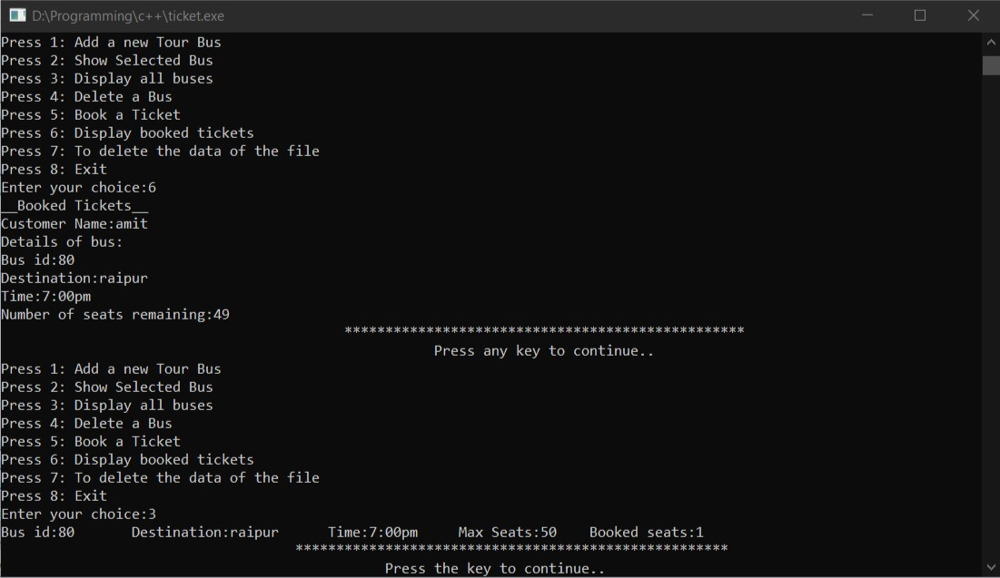 D:\Programming\c++\ticket.exe
Press 1: Add a new Tour Bus
Press 2: Show Selected Bus
Press 3: Display all buses
Press 4: Delete a Bus
Press 5: Book a Ticket
Press 6: Display booked tickets
Press 7: To delete the data of the file
Press 8: Exit
Enter your choice:6
__Booked Tickets__
Customer Name:amit
Details of bus:
Bus id:80
Destination:raipur
Time:7:00pm
Number of seats remaining:49
*************************************************
Press any key to continue..
Press 1: Add a new Tour Bus
Press 2: Show Selected Bus
Press 3: Display all buses
Press 4: Delete a Bus
Press 5: Book a Ticket
Press 6: Display booked tickets
Press 7: To delete the data of the file
Press 8: Exit
Enter your choice:3
Bus id:80 Destination:raipur Time:7:00pm Max Seats:50 Booked seats:1
*****************************************************
Press the key to continue..